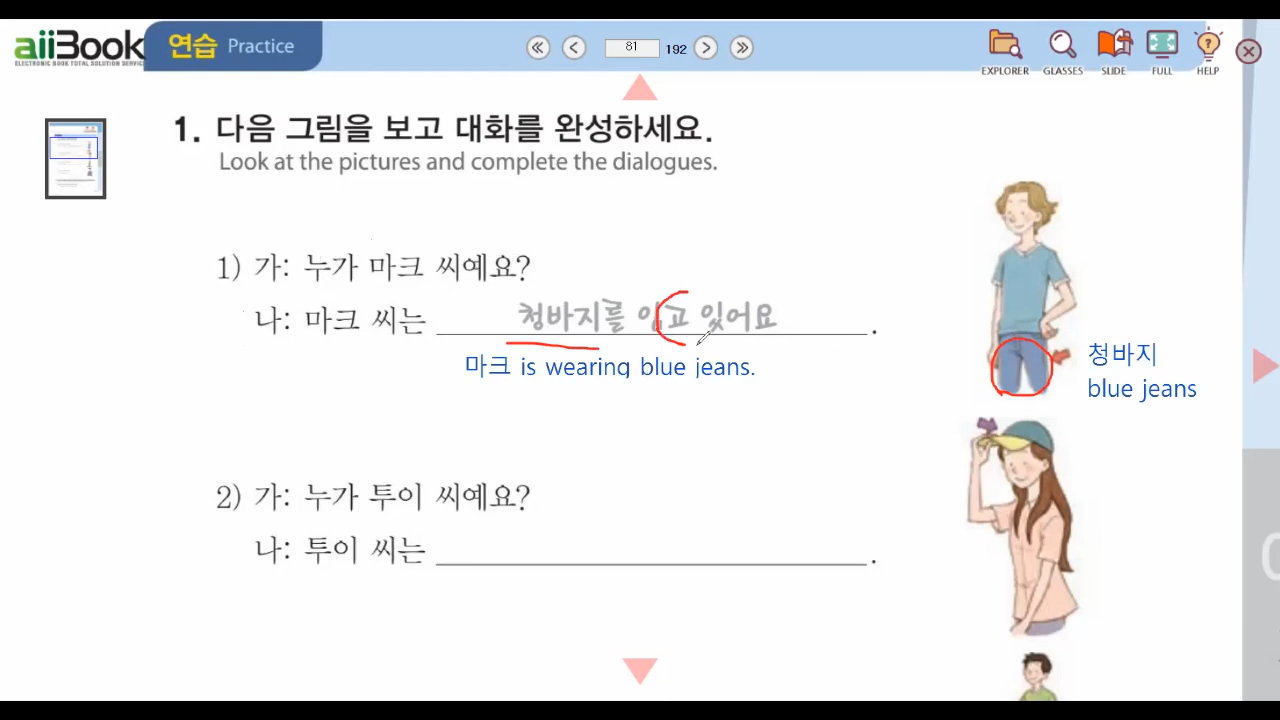 aiiBook
ELECTRONIC BOOK TOTAL SOLUTION SERVICE
연습 Practice
81 192
EXPLORER GLASSES SLIDE FULL HELP
1. 다음 그림을 보고 대화를 완성하세요.
Look at the pictures and complete the dialogues.
1) 가: 누가 마크 씨예요?
나: 마크 씨는 청바지를 입고 있어요.
마크 is wearing blue jeans.
청바지
blue jeans
2) 가: 누가 투이 씨예요?
나: 투이 씨는 .